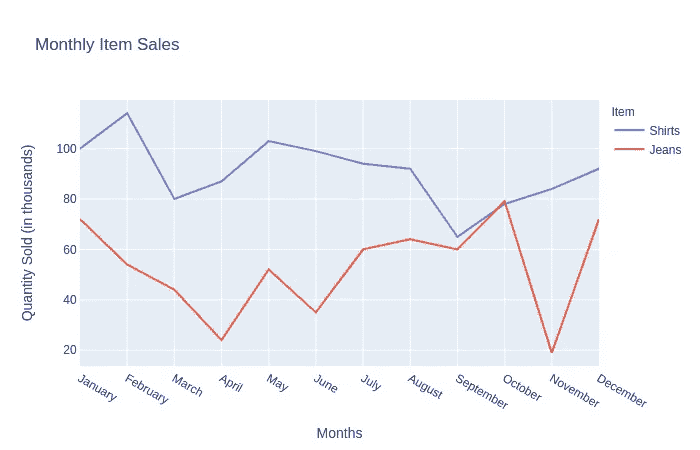 Monthly Item Sales
Item
Shirts
Jeans
Quantity Sold (in thousands)
100
80
60
40
20
January
February
March
April
May
June
July
August
September
October
November
December
Months